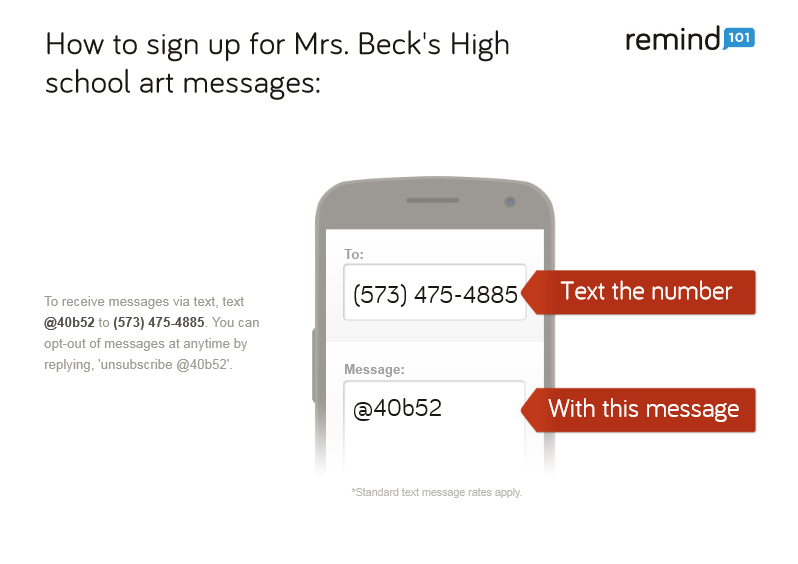 How to sign up for Mrs. Beck's High
school art messages:
remind101
To receive messages via text, text
@40b52 to (573) 475-4885. You can
opt-out of messages at anytime by
replying, 'unsubscribe @40b52'.
To:
(573) 475-4885
Text the number
Message:
@40b52
With this message
*Standard text message rates apply.